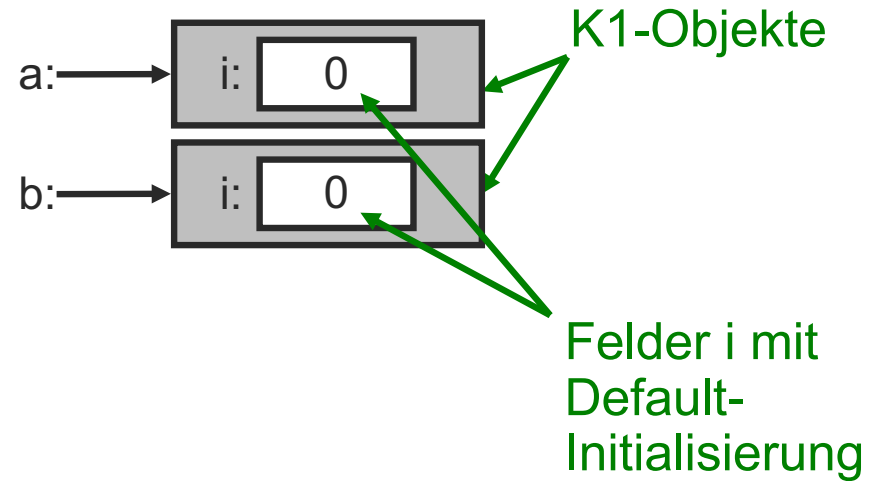 K1-Objekte
a: i: 0
b: i: 0
Felder i mit
Default-
Initialisierung